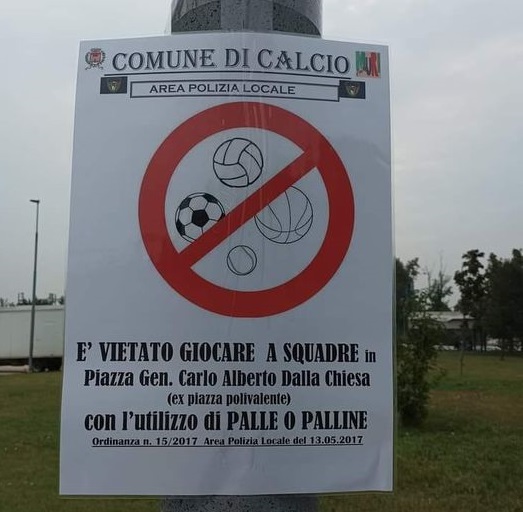 COMUNE DI CALCIO
AREA POLIZIA LOCALE
E' VIETATO GIOCARE A SQUADRE in
Piazza Gen. Carlo Alberto Dalla Chiesa
(ex piazza polivalente)
con l'utilizzo di PALLE O PALLINE
Ordinanza n. 15/2017 Area Polizia Locale del 13.05.2017